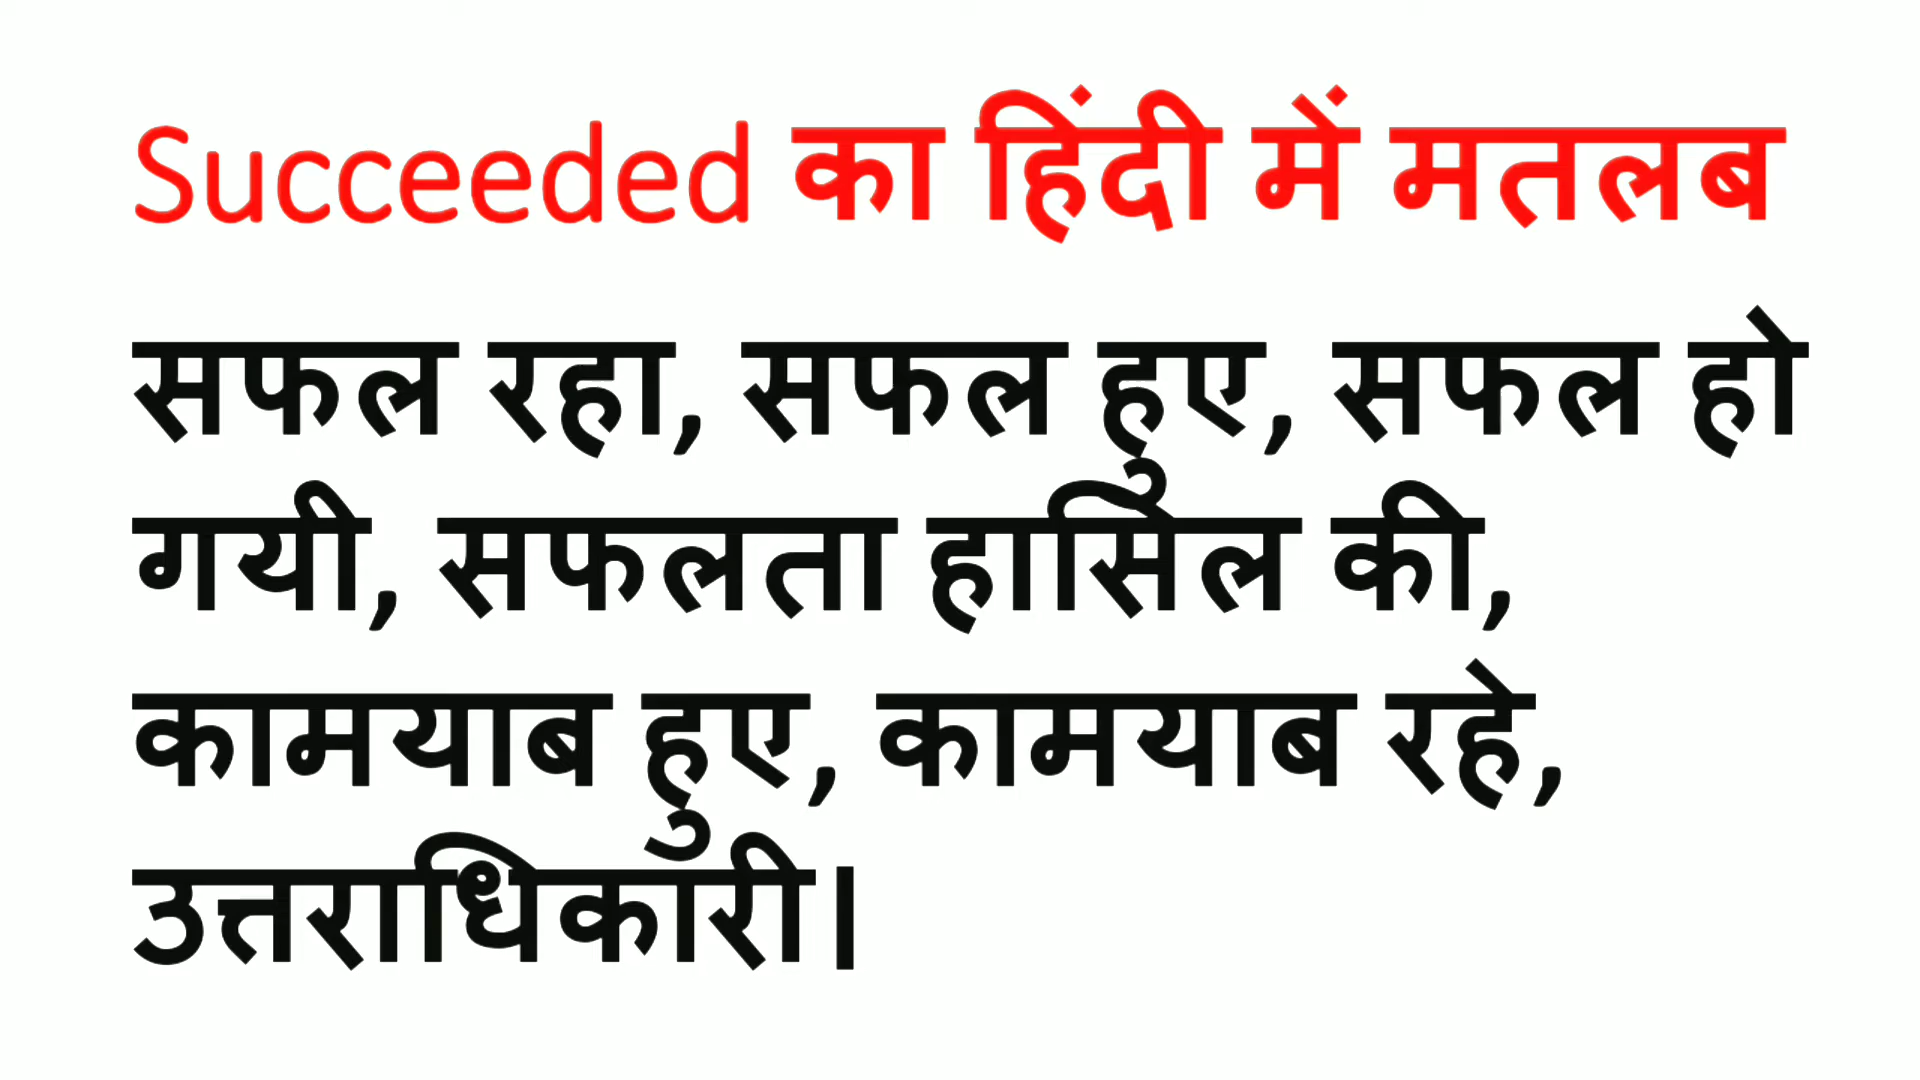 Succeeded का हिंदी में मतलब
सफल रहा, सफल हुए, सफल हो
गयी, सफलता हासिल की,
कामयाब हुए, कामयाब रहे,
उत्तराधिकारी।